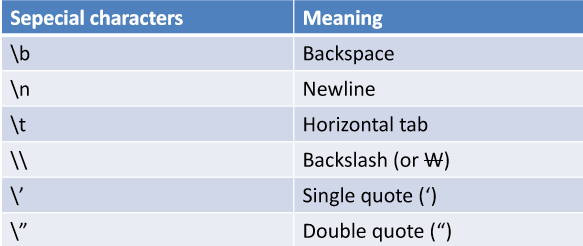 Sepecial characters Meaning
\b Backspace
\n Newline
\t Horizontal tab
\\ Backslash (or ₩)
\’ Single quote (‘)
\” Double quote (“)